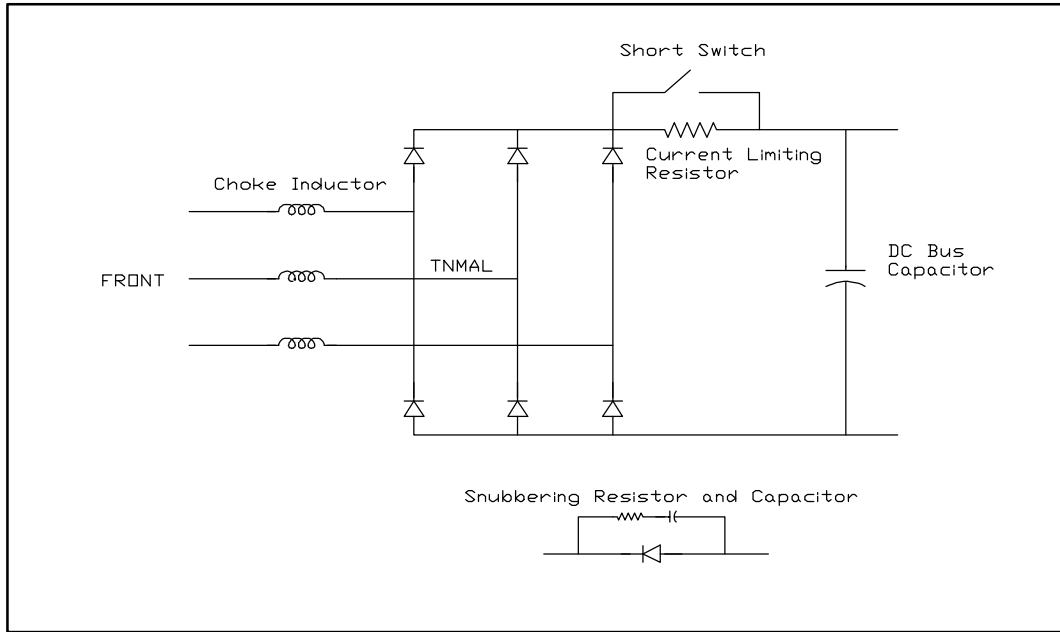 Short Switch
Current Limiting
Resistor
Choke Inductor
TNMAL
FRONT
DC Bus
Capacitor
Snubbering Resistor and Capacitor